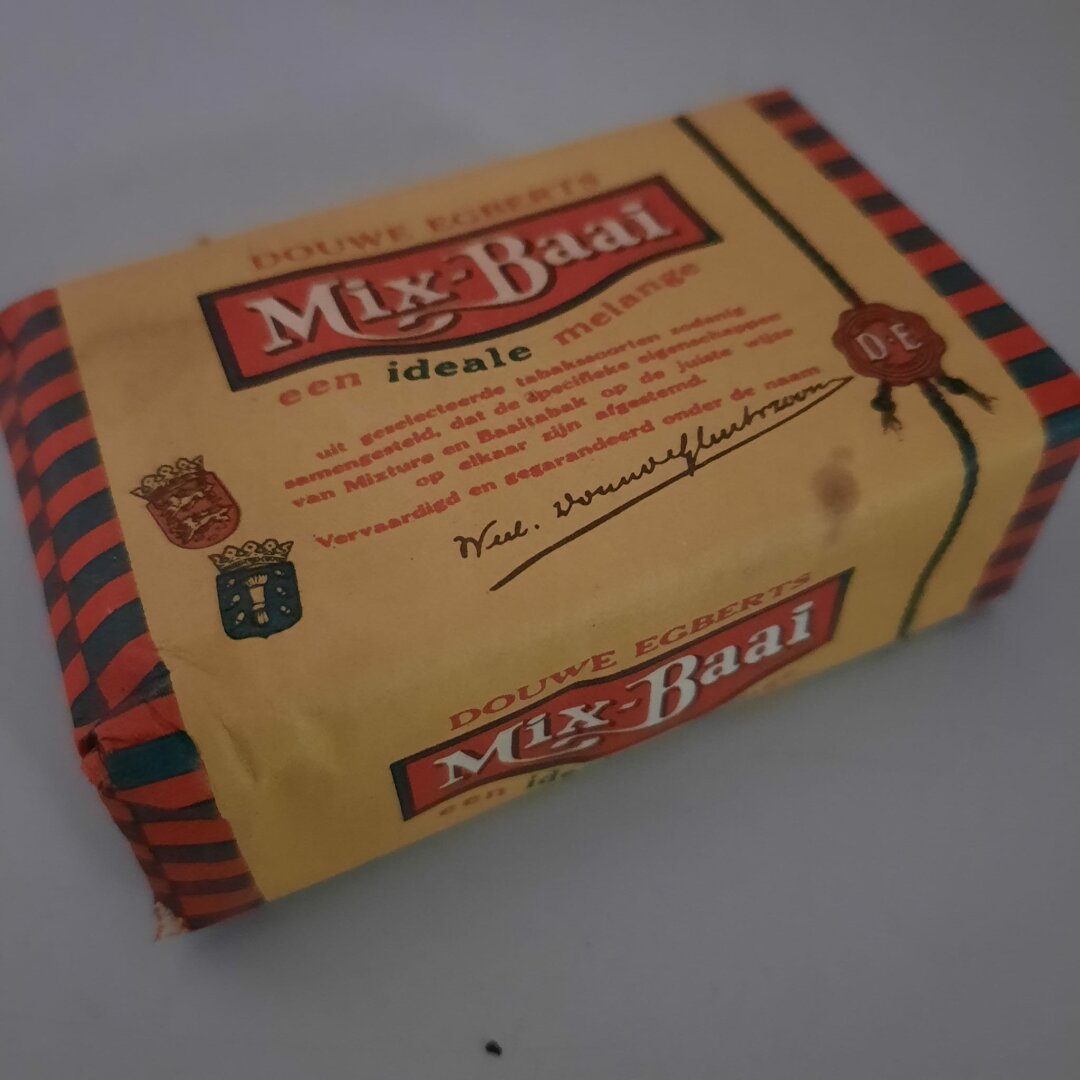 DOUWE EGBERTS
Mix-Baai
een ideale melange
uit geselecteerde tabakssoorten zodanig
samengesteld, dat de specifieke eigenschappen
van Mixture en Baaitabak op de juiste wijze
op elkaar zijn afgestemd.
Vervaardigd en gegarandeerd onder de naam
Wed.
D·E
DOUWE EGBERTS
Mix-Baai
een